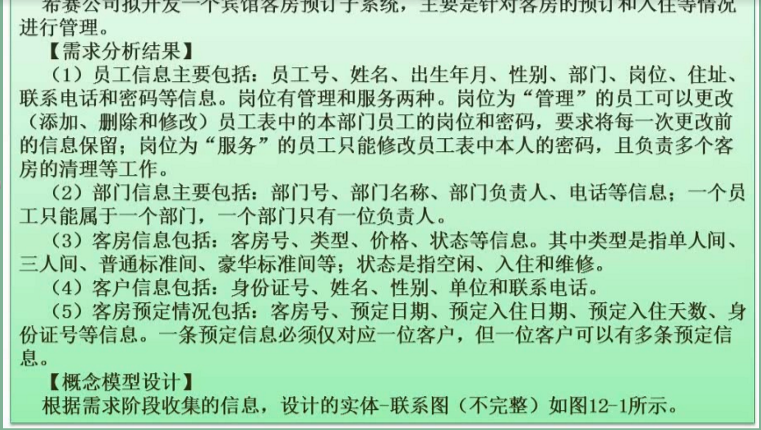 希赛公司拟开发一个宾馆客房预订子系统，主要是针对客房的预订和入住等情况
进行管理。
【需求分析结果】
（1）员工信息主要包括：员工号、姓名、出生年月、性别、部门、岗位、住址、
联系电话和密码等信息。岗位有管理和服务两种。岗位为“管理”的员工可以更改
（添加、删除和修改）员工表中的本部门员工的岗位和密码，要求将每一次更改前
的信息保留；岗位为“服务”的员工只能修改员工表中本人的密码，且负责多个客
房的清理等工作。
（2）部门信息主要包括：部门号、部门名称、部门负责人、电话等信息；一个员
工只能属于一个部门，一个部门只有一位负责人。
（3）客房信息包括：客房号、类型、价格、状态等信息。其中类型是指单人间、
三人间、普通标准间、豪华标准间等；状态是指空闲、入住和维修。
（4）客户信息包括：身份证号、姓名、性别、单位和联系电话。
（5）客房预定情况包括：客房号、预定日期、预定入住日期、预定入住天数、身
份证号等信息。一条预定信息必须仅对应一位客户，但一位客户可以有多条预定信
息。
【概念模型设计】
根据需求阶段收集的信息，设计的实体-联系图（不完整）如图12-1所示。